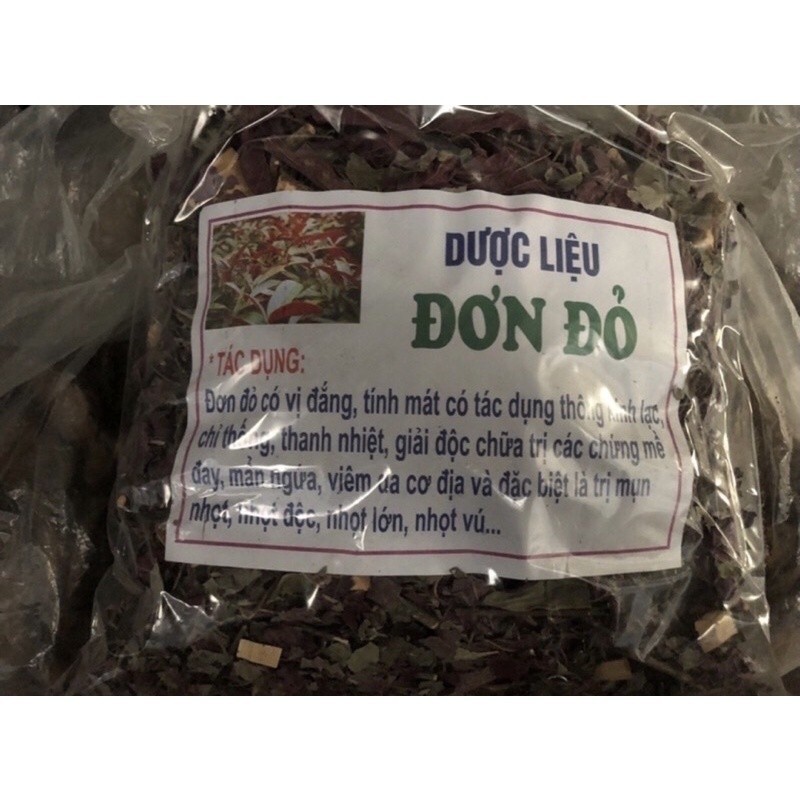 DƯỢC LIỆU
ĐƠN ĐỎ
* TÁC DỤNG:
Đơn đỏ có vị đắng, tính mát có tác dụng thông kinh lạc,
chỉ thống, thanh nhiệt, giải độc chữa trị các chứng mề
đay, mẩn ngứa, viêm da cơ địa và đặc biệt là trị mụn
nhọt, nhọt độc, nhọt lớn, nhọt vú...